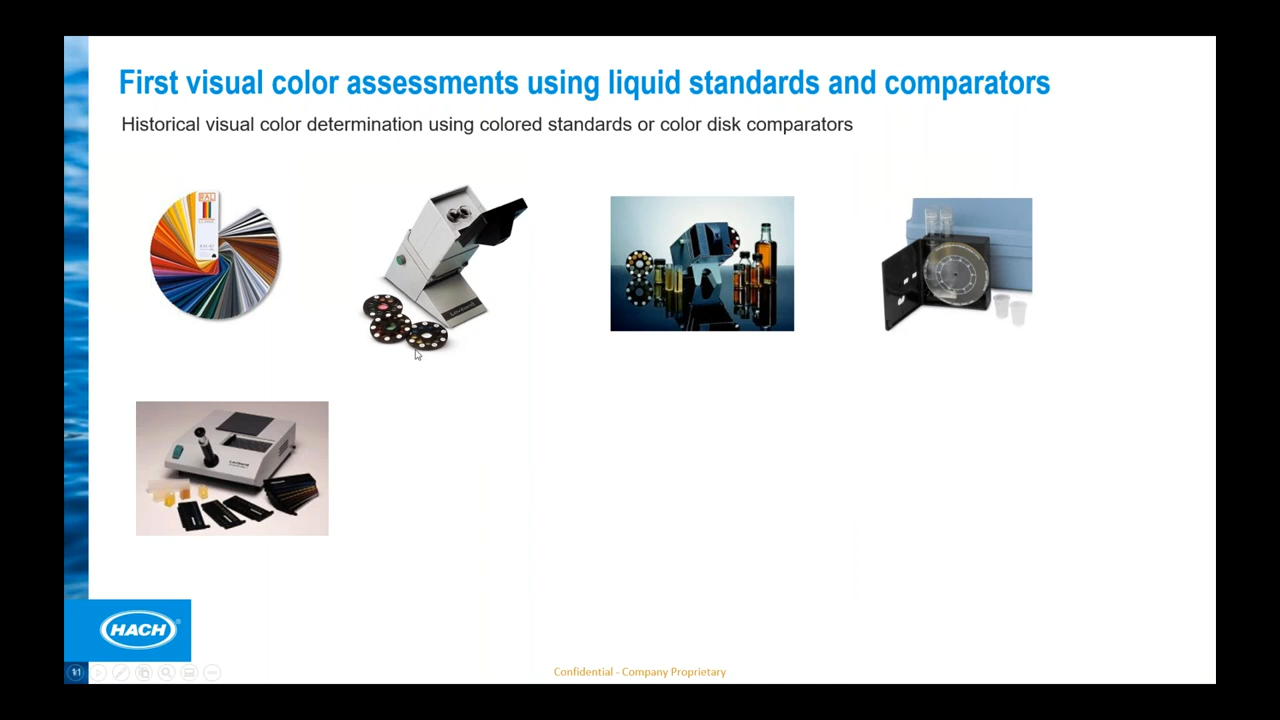 First visual color assessments using liquid standards and comparators
Historical visual color determination using colored standards or color disk comparators
RAL
HACH
Confidential - Company Proprietary